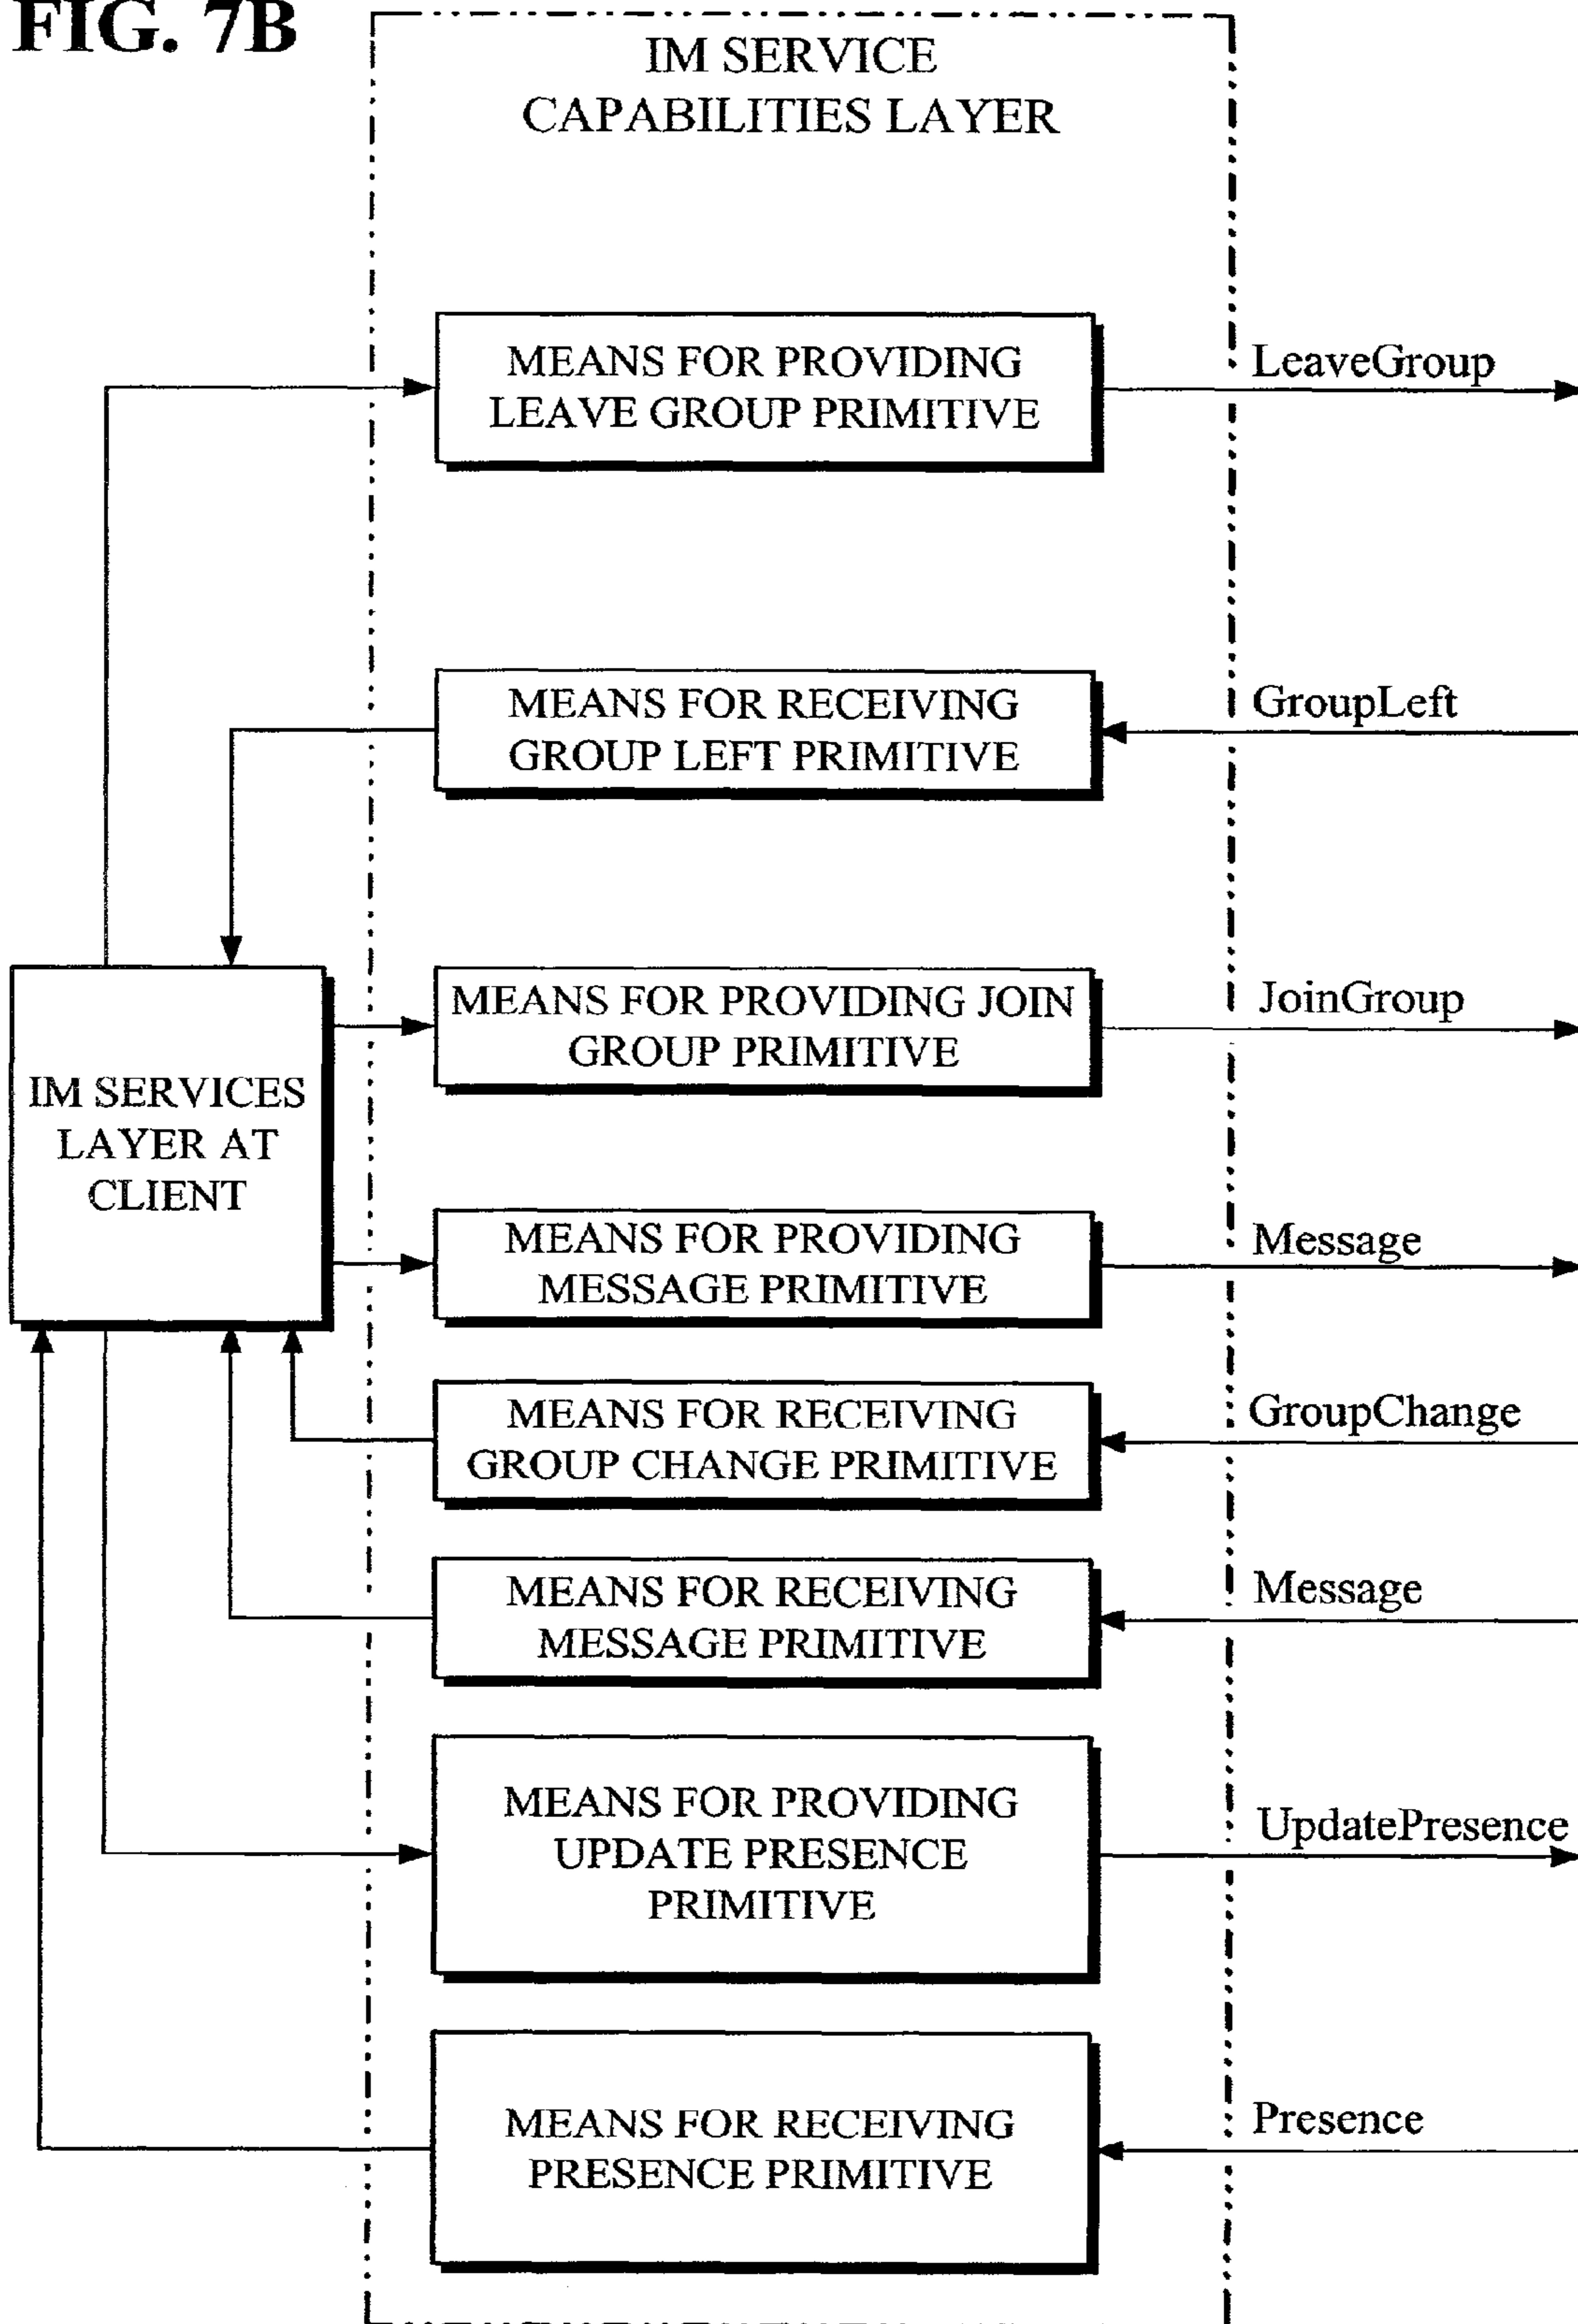 FIG. 7B
IM SERVICE
CAPABILITIES LAYER
MEANS FOR PROVIDING
LEAVE GROUP PRIMITIVE
LeaveGroup
MEANS FOR RECEIVING
GROUP LEFT PRIMITIVE
GroupLeft
IM SERVICES
LAYER AT
CLIENT
MEANS FOR PROVIDING JOIN
GROUP PRIMITIVE
JoinGroup
MEANS FOR PROVIDING
MESSAGE PRIMITIVE
Message
MEANS FOR RECEIVING
GROUP CHANGE PRIMITIVE
GroupChange
MEANS FOR RECEIVING
MESSAGE PRIMITIVE
Message
MEANS FOR PROVIDING
UPDATE PRESENCE
PRIMITIVE
UpdatePresence
MEANS FOR RECEIVING
PRESENCE PRIMITIVE
Presence